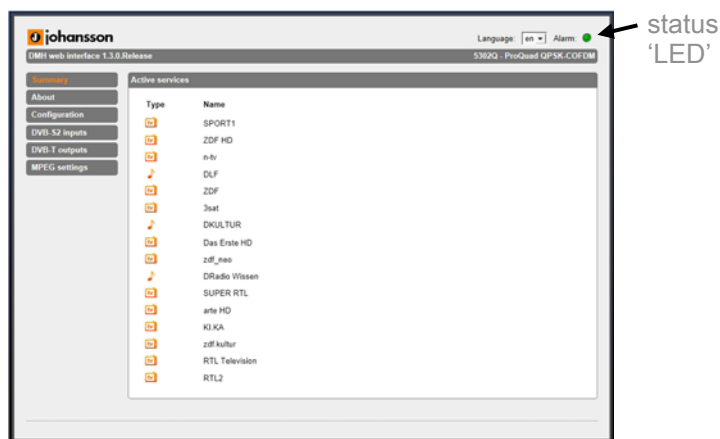 johansson
Language: en Alarm:
status
'LED'
DMH web interface 1.3.0.Release
5302Q - ProQuad QPSK-COFDM
Summary
About
Configuration
DVB-S2 inputs
DVB-T outputs
MPEG settings
Active services
Type Name
SPORT1
ZDF HD
n-tv
DLF
ZDF
3sat
DKULTUR
Das Erste HD
zdf_neo
DRadio Wissen
SUPER RTL
arte HD
KI.KA
zdf.kultur
RTL Television
RTL2